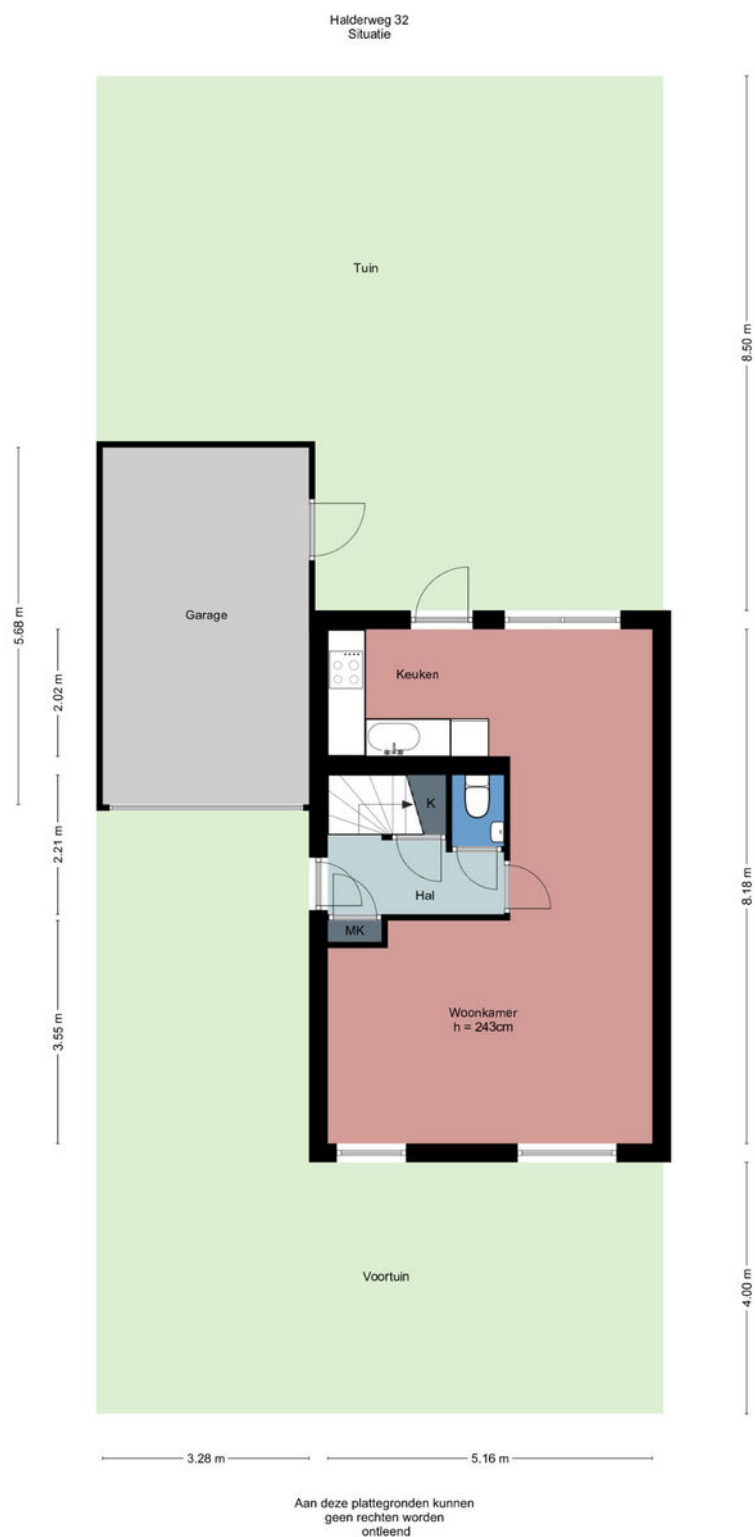 Halderweg 32
Situatie
Tuin
8.50 m
5.68 m
Garage
2.02 m
Keuken
K
2.21 m
Hal
MK
8.18 m
Woonkamer
h = 243cm
3.55 m
Voortuin
4.00 m
3.28 m
5.16 m
Aan deze plattegronden kunnen
geen rechten worden
ontleend